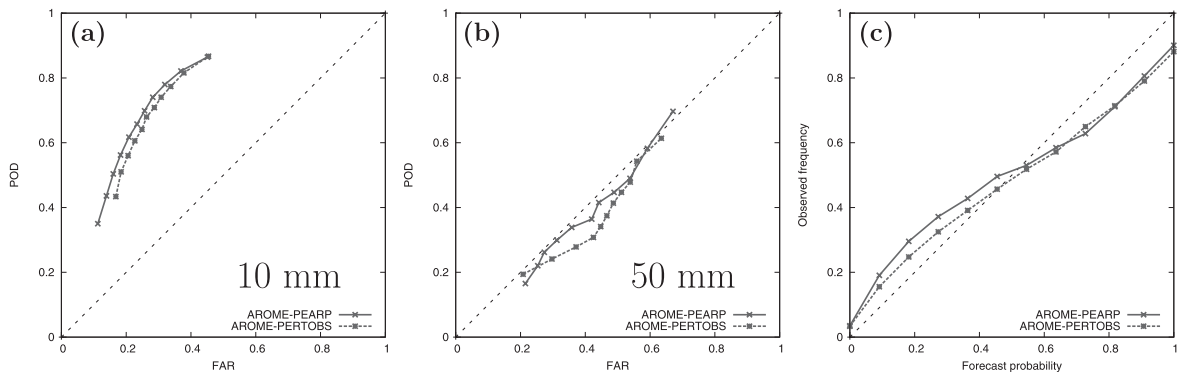 (a)
1
0.8
0.6
0.4
0.2
0
POD
10 mm
AROME-PEARP
AROME-PERTOBS
0 0.2 0.4 0.6 0.8 1
FAR
(b)
1
0.8
0.6
0.4
0.2
0
POD
50 mm
AROME-PEARP
AROME-PERTOBS
0 0.2 0.4 0.6 0.8 1
FAR
(c)
1
0.8
0.6
0.4
0.2
0
Observed frequency
AROME-PEARP
AROME-PERTOBS
0 0.2 0.4 0.6 0.8 1
Forecast probability